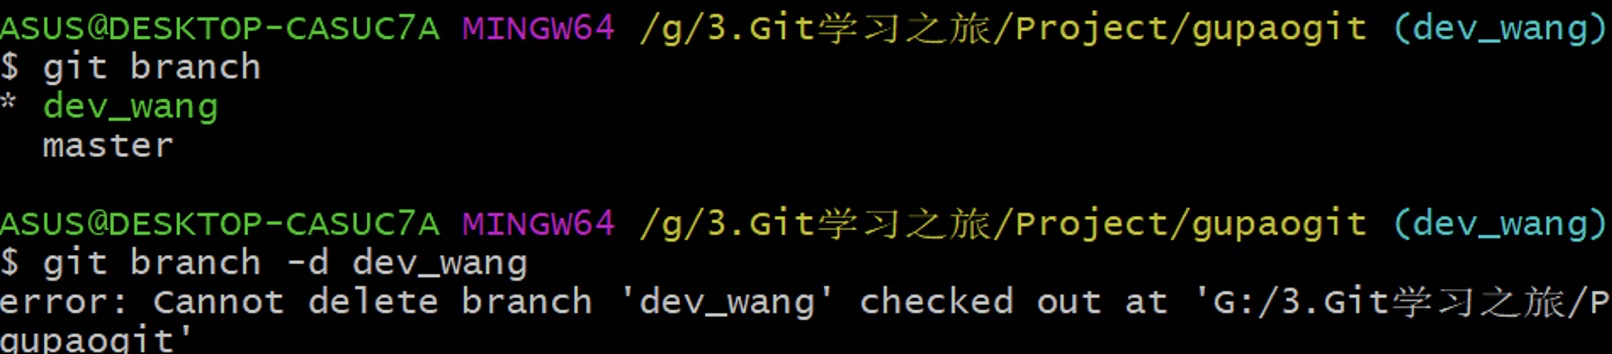 ASUS@DESKTOP-CASUC7A MINGW64 /g/3.Git学习之旅/Project/gupaogit (dev_wang)
$ git branch
* dev_wang
master
ASUS@DESKTOP-CASUC7A MINGW64 /g/3.Git学习之旅/Project/gupaogit (dev_wang)
$ git branch -d dev_wang
error: Cannot delete branch 'dev_wang' checked out at 'G:/3.Git学习之旅/P
gupaogit'